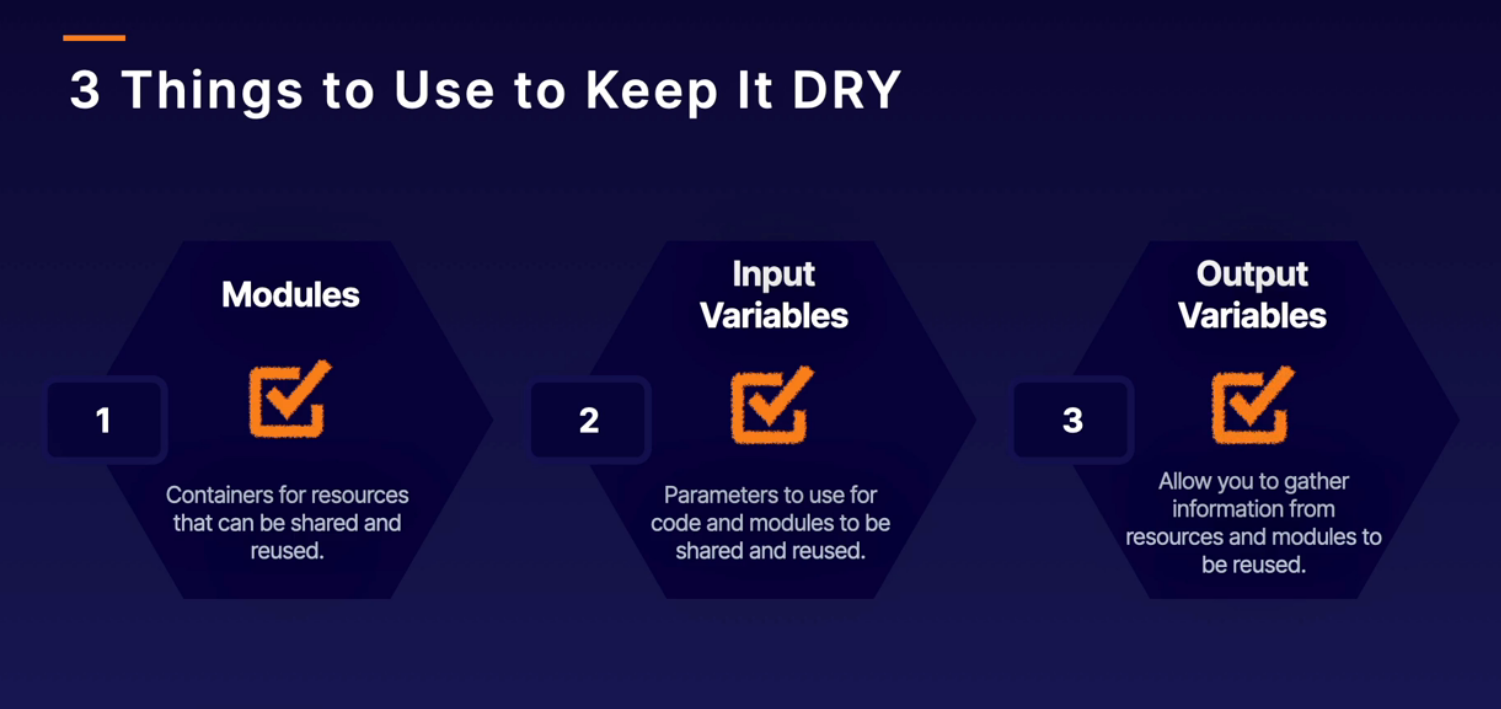 3 Things to Use to Keep It DRY
1
Modules
Containers for resources
that can be shared and
reused.
2
Input
Variables
Parameters to use for
code and modules to be
shared and reused.
3
Output
Variables
Allow you to gather
information from
resources and modules to
be reused.